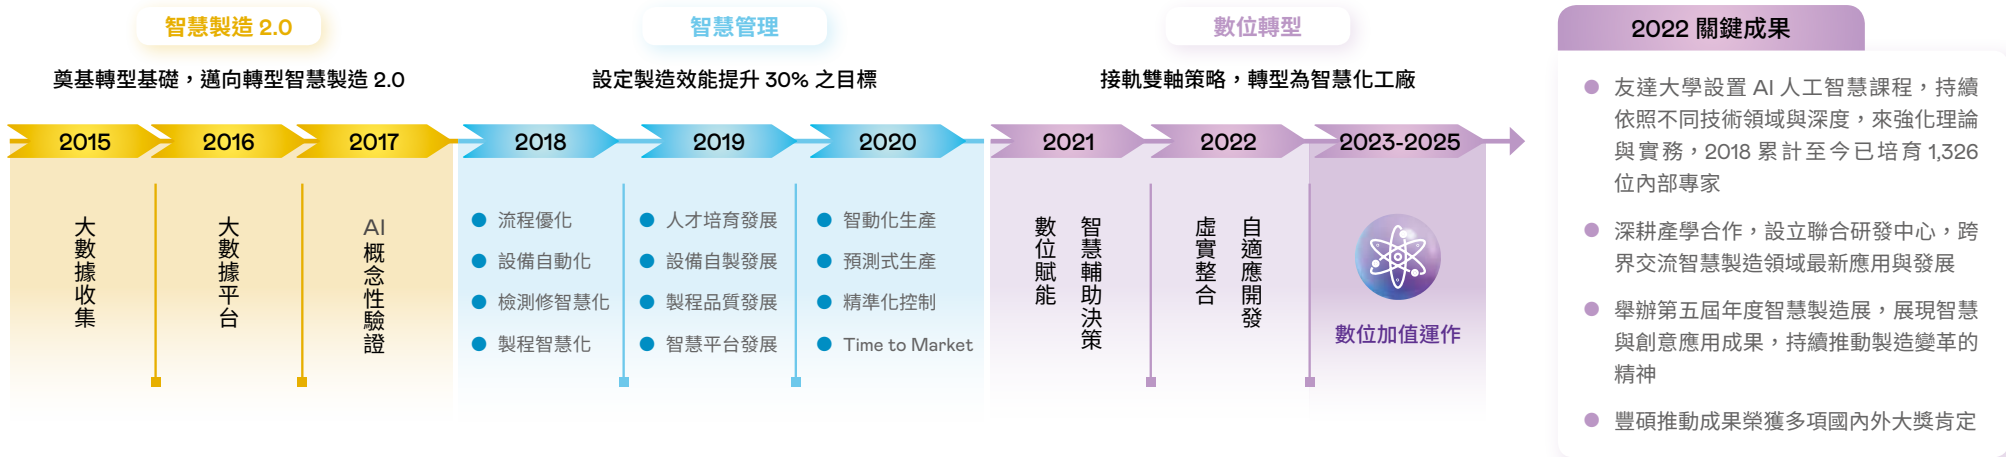 智慧製造 2.0
奠基轉型基礎，邁向轉型智慧製造 2.0
2015
大數據收集
2016
大數據平台
2017
AI 概念性驗證
智慧管理
設定製造效能提升 30% 之目標
2018
流程優化
設備自動化
檢測修智慧化
製程智慧化
2019
人才培育發展
設備自製發展
製程品質發展
智慧平台發展
2020
智動化生產
預測式生產
精準化控制
Time to Market
數位轉型
接軌雙軸策略，轉型為智慧化工廠
2021
智慧輔助決策
數位賦能
2022
自適應開發
虛實整合
2023-2025
數位加值運作
2022 關鍵成果
友達大學設置 AI 人工智慧課程，持續
依照不同技術領域與深度，來強化理論
與實務，2018 累計至今已培育 1,326
位內部專家
深耕產學合作，設立聯合研發中心，跨
界交流智慧製造領域最新應用與發展
舉辦第五屆年度智慧製造展，展現智慧
與創意應用成果，持續推動製造變革的
精神
豐碩推動成果榮獲多項國內外大獎肯定